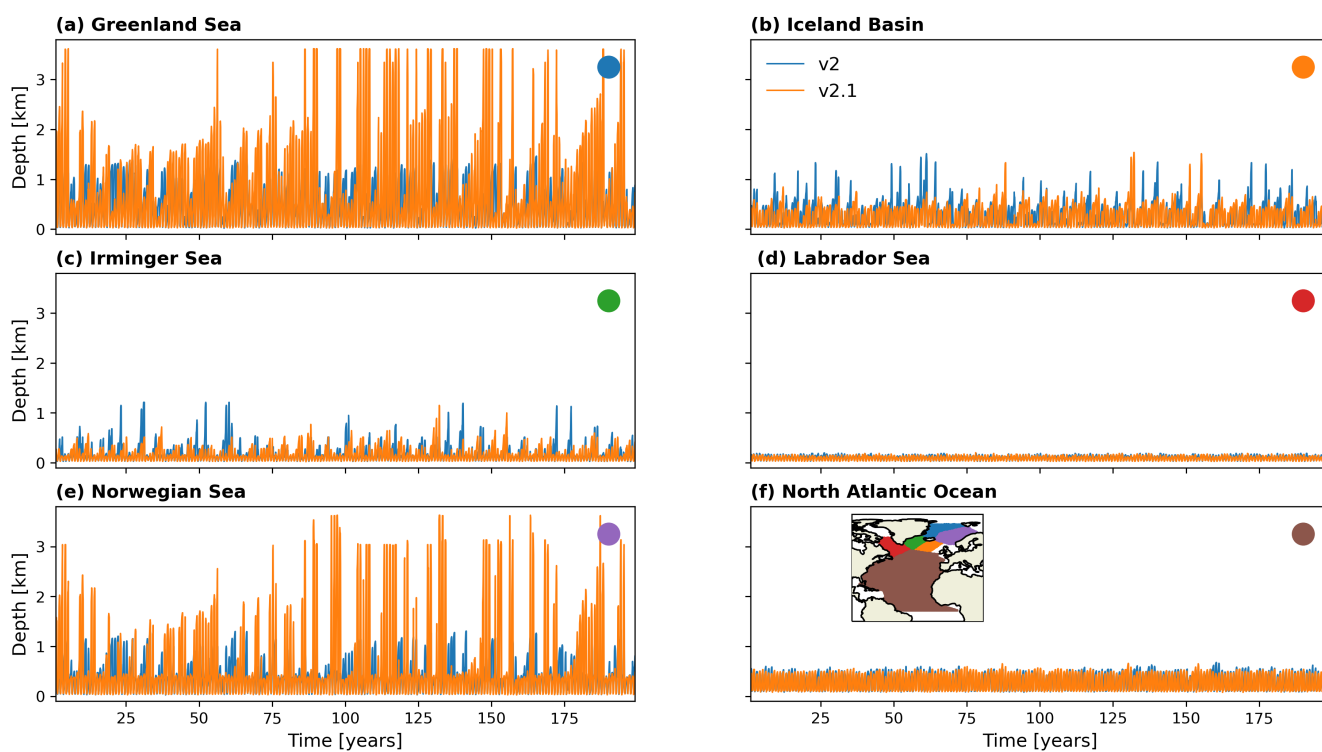 (a) Greenland Sea
(b) Iceland Basin
Depth [km]
3
2
1
0
v2
v2.1
(c) Irminger Sea
(d) Labrador Sea
Depth [km]
3
2
1
0
(e) Norwegian Sea
(f) North Atlantic Ocean
Depth [km]
3
2
1
0
25 50 75 100 125 150 175
25 50 75 100 125 150 175
Time [years]
Time [years]